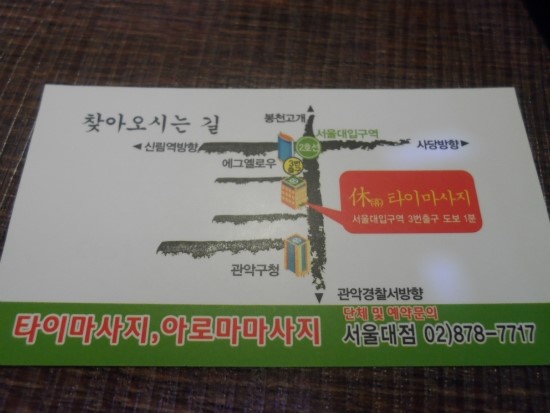 찾아오시는 길
봉천고개
서울대입구역
신림역방향
2호선
사당방향
에그옐로우
休 타이마사지
서울대입구역 3번출구 도보 1분
관악구청
관악경찰서방향
타이마사지, 아로마마사지
단체 및 예약문의
서울대점 02)878-7717